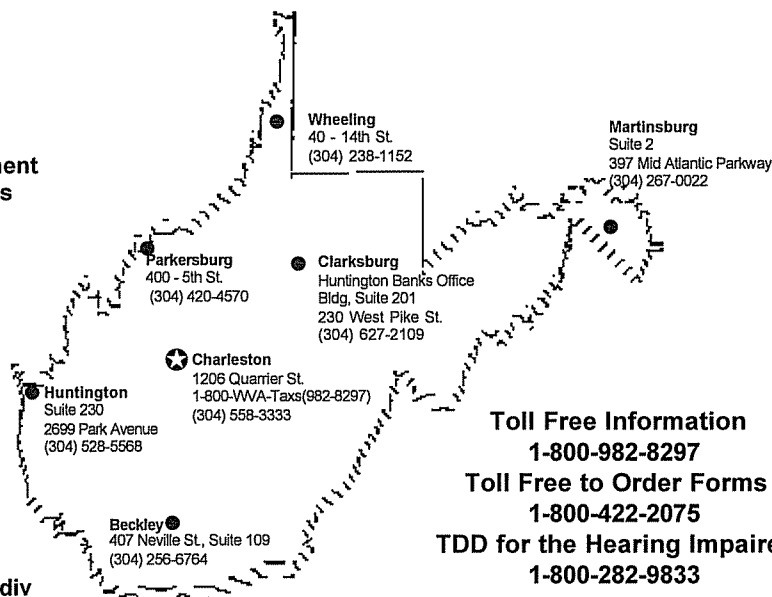 Wheeling
40 - 14th St.
(304) 238-1152
Martinsburg
Suite 2
397 Mid Atlantic Parkway
(304) 267-0022
Parkersburg
400 - 5th St.
(304) 420-4570
Clarksburg
Huntington Banks Office
Bldg, Suite 201
230 West Pike St.
(304) 627-2109
Charleston
1206 Quarrier St.
1-800-WVA-Taxs(982-8297)
(304) 558-3333
Huntington
Suite 230
2699 Park Avenue
(304) 528-5568
Beckley
407 Neville St., Suite 109
(304) 256-6764
Toll Free Information
1-800-982-8297
Toll Free to Order Forms
1-800-422-2075
TDD for the Hearing Impaire
1-800-282-9833
nent
s
div